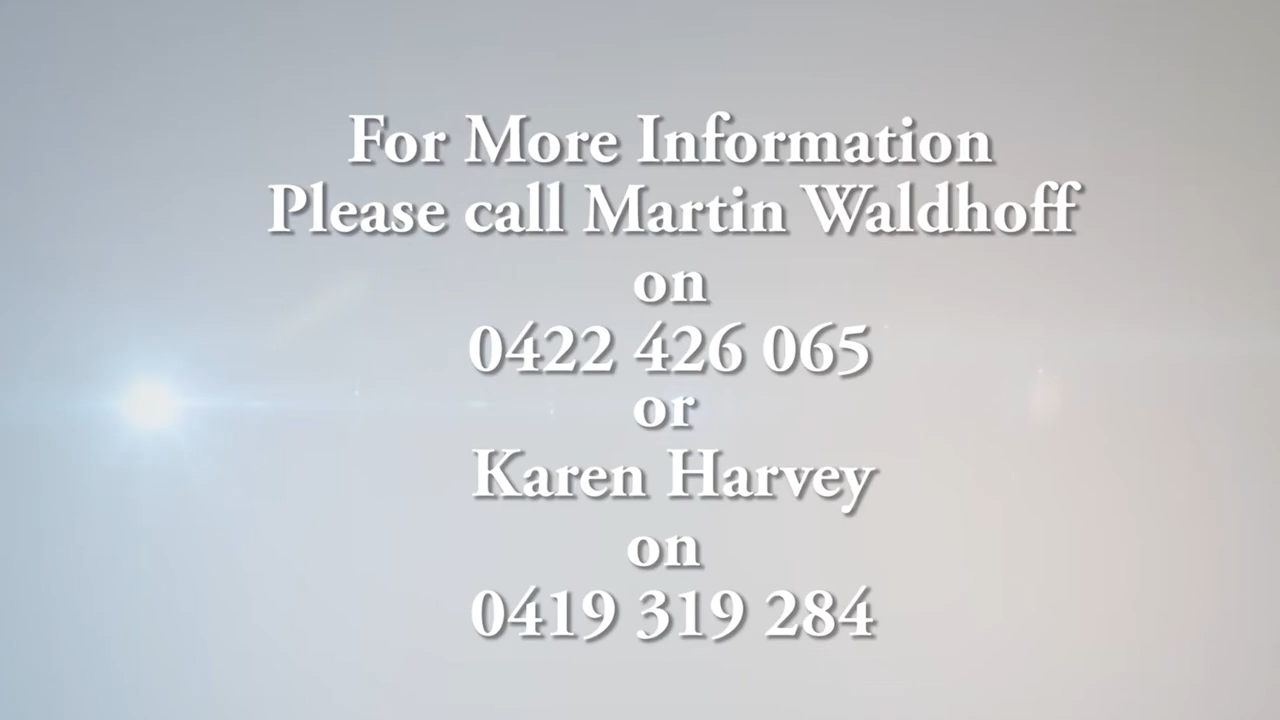 For More Information
Please call Martin Waldhoff
on
0422 426 065
or
Karen Harvey
on
0419 319 284